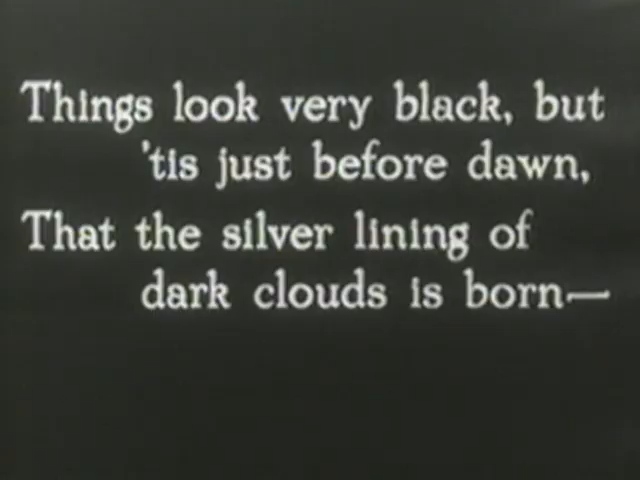 Things look very black, but
'tis just before dawn,
That the silver lining of
dark clouds is born—